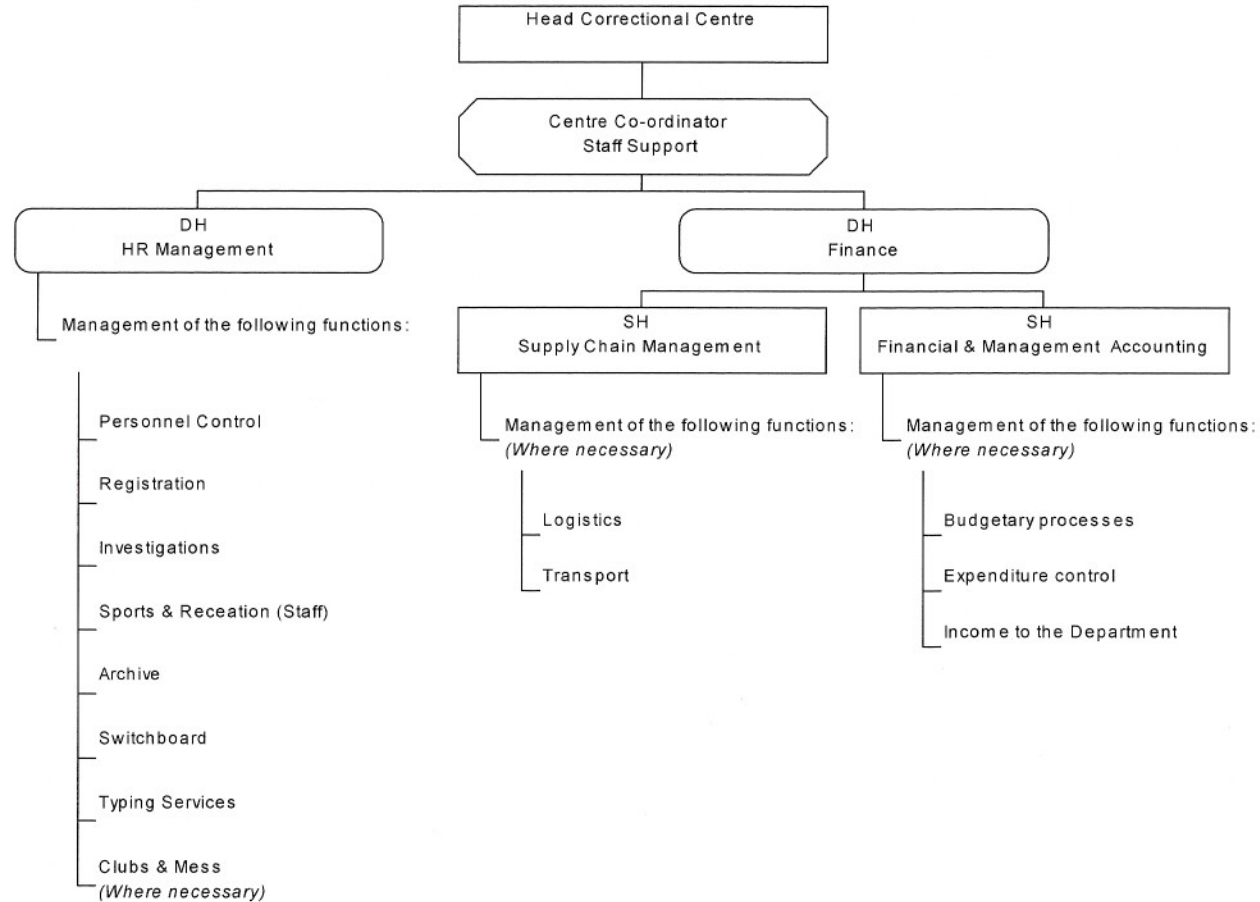 Head Correctional Centre
Centre Co-ordinator
Staff Support
DH
HR Management
Management of the following functions:
Personnel Control
Registration
Investigations
Sports & Receation (Staff)
Archive
Switchboard
Typing Services
Clubs & Mess
(Where necessary)
DH
Finance
SH
Supply Chain Management
Management of the following functions:
(Where necessary)
Logistics
Transport
SH
Financial & Management Accounting
Management of the following functions:
(Where necessary)
Budgetary processes
Expenditure control
Income to the Department